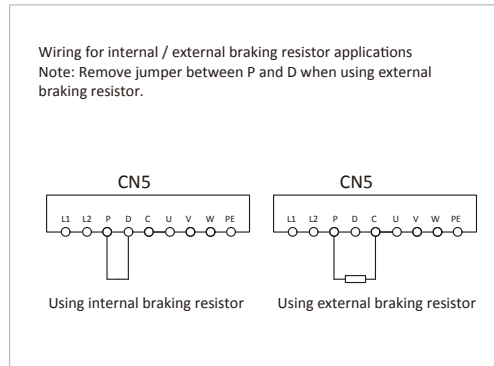 Wiring for internal / external braking resistor applications
Note: Remove jumper between P and D when using external
braking resistor.
CN5
L1 L2 P D C U V W PE
Using internal braking resistor
CN5
L1 L2 P D C U V W PE
Using external braking resistor